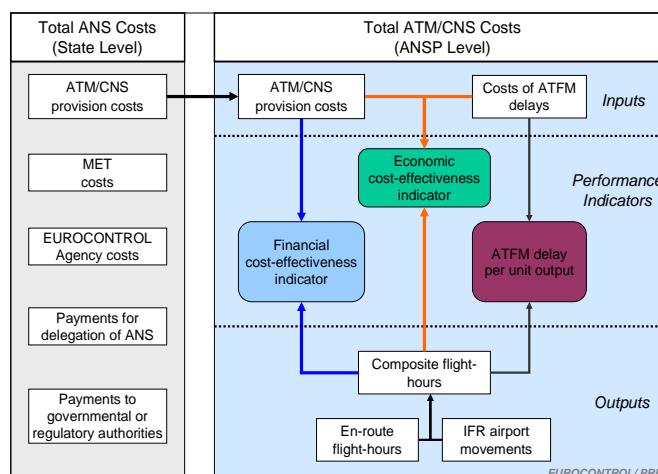 Total ANS Costs
(State Level)
Total ATM/CNS Costs
(ANSP Level)
ATM/CNS
provision costs
MET
costs
EUROCONTROL
Agency costs
Payments for
delegation of ANS
Payments to
governmental or
regulatory authorities
ATM/CNS
provision costs
Costs of ATFM
delays
Inputs
Economic
cost-effectiveness
indicator
Performance
Indicators
Financial
cost-effectiveness
indicator
ATFM delay
per unit output
Composite flight-
hours
En-route
flight-hours
IFR airport
movements
Outputs
EUROCONTROL/